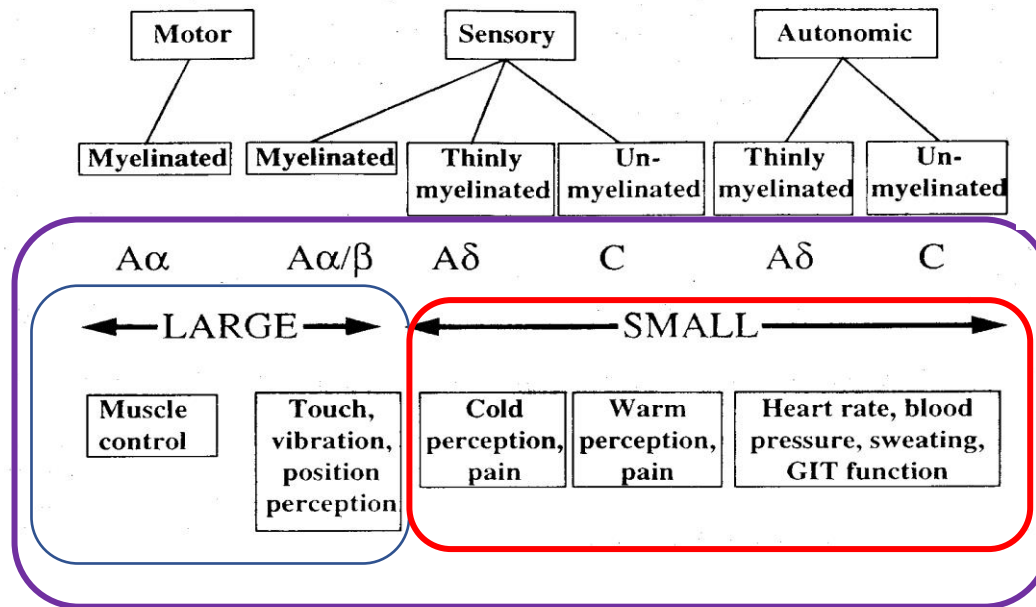 Motor Sensory Autonomic
Myelinated Myelinated Thinly Un- Thinly Un-
myelinated myelinated myelinated myelinated
Aα Aα/β Aδ C Aδ C
LARGE SMALL
Muscle Touch, Cold Warm Heart rate, blood
control vibration, perception, perception, pressure, sweating,
position pain pain GIT function
perception